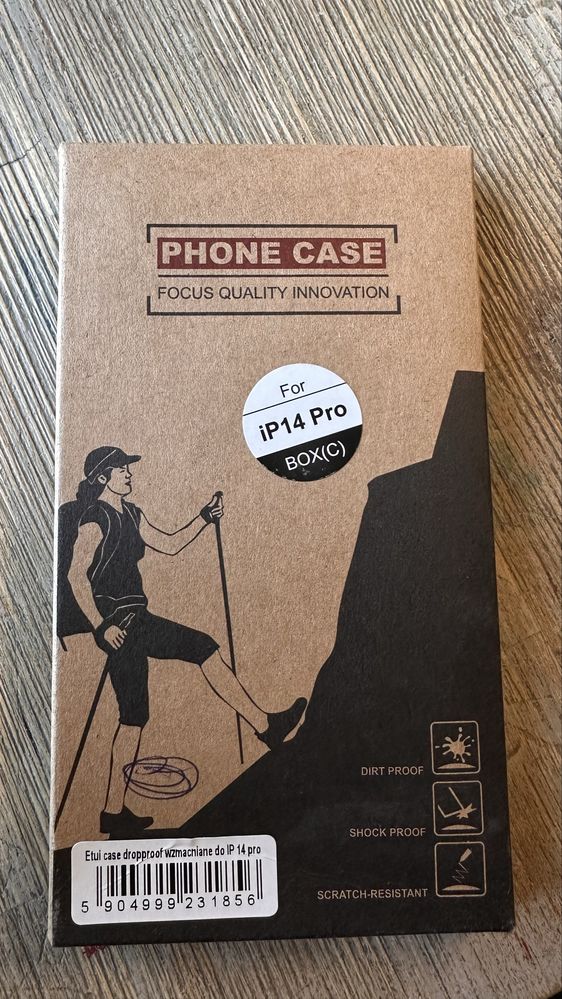 PHONE CASE
FOCUS QUALITY INNOVATION
For
iP14 Pro
BOX(C)
DIRT PROOF
SHOCK PROOF
SCRATCH-RESISTANT
Etui case dropproof wzmacniane do IP 14 pro
5 904999 231856